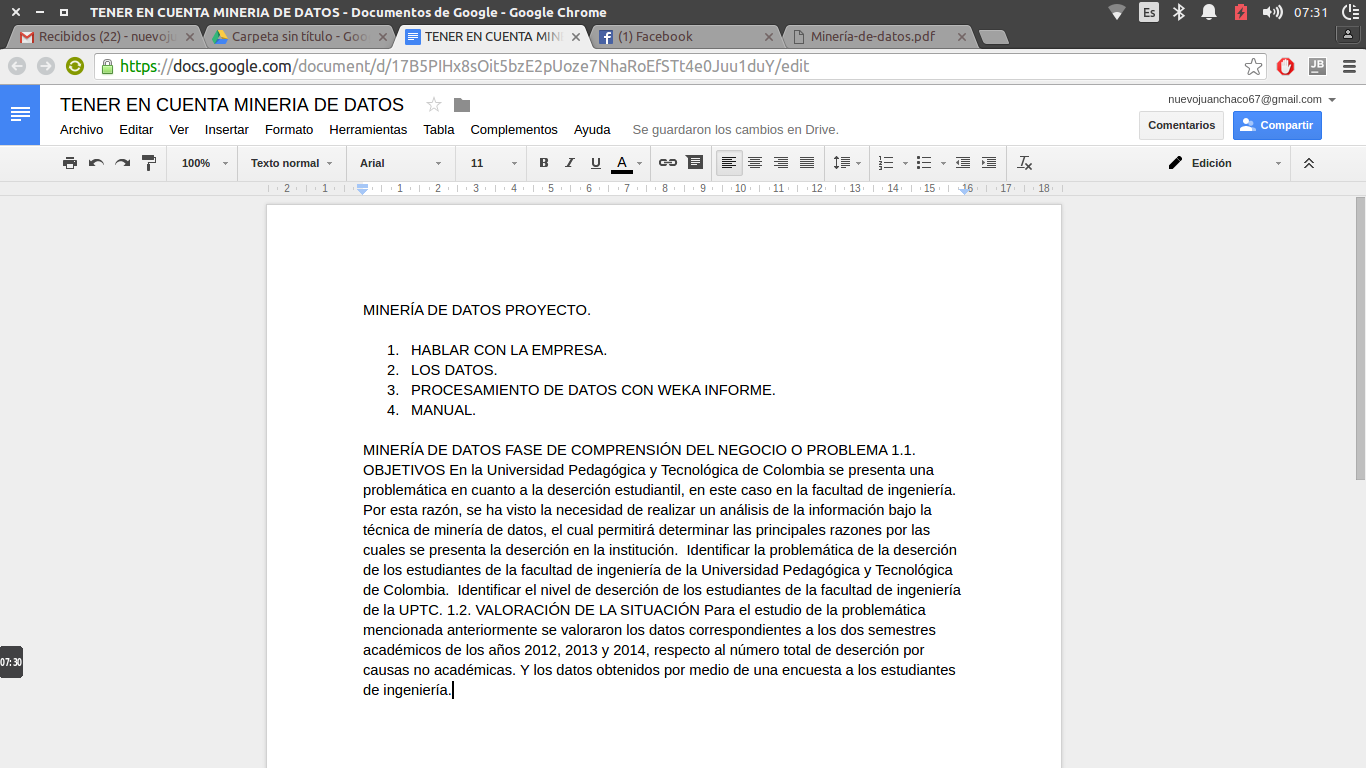 TENER EN CUENTA MINERIA DE DATOS - Documentos de Google - Google Chrome
Es
07:31
Recibidos (22) - nuevoju
Carpeta sin título - Goo
TENER EN CUENTA MIN
(1) Facebook
Minería-de-datos.pdf
https://docs.google.com/document/d/17B5PIHx8sOit5bzE2pUoze7NhaRoEfSTt4e0Juu1duY/edit
JB
TENER EN CUENTA MINERIA DE DATOS
nuevojuanchaco67@gmail.com
Archivo Editar Ver Insertar Formato Herramientas Tabla Complementos Ayuda Se guardaron los cambios en Drive.
Comentarios Compartir
100% Texto normal Arial 11 B I U A Edición
2 1 1 2 3 4 5 6 7 8 9 10 11 12 13 14 15 16 17 18
MINERÍA DE DATOS PROYECTO.
1. HABLAR CON LA EMPRESA.
2. LOS DATOS.
3. PROCESAMIENTO DE DATOS CON WEKA INFORME.
4. MANUAL.
MINERÍA DE DATOS FASE DE COMPRENSIÓN DEL NEGOCIO O PROBLEMA 1.1.
OBJETIVOS En la Universidad Pedagógica y Tecnológica de Colombia se presenta una
problemática en cuanto a la deserción estudiantil, en este caso en la facultad de ingeniería.
Por esta razón, se ha visto la necesidad de realizar un análisis de la información bajo la
técnica de minería de datos, el cual permitirá determinar las principales razones por las
cuales se presenta la deserción en la institución.  Identificar la problemática de la deserción
de los estudiantes de la facultad de ingeniería de la Universidad Pedagógica y Tecnológica
de Colombia.  Identificar el nivel de deserción de los estudiantes de la facultad de ingeniería
de la UPTC. 1.2. VALORACIÓN DE LA SITUACIÓN Para el estudio de la problemática
mencionada anteriormente se valoraron los datos correspondientes a los dos semestres
académicos de los años 2012, 2013 y 2014, respecto al número total de deserción por
causas no académicas. Y los datos obtenidos por medio de una encuesta a los estudiantes
de ingeniería.
07:30